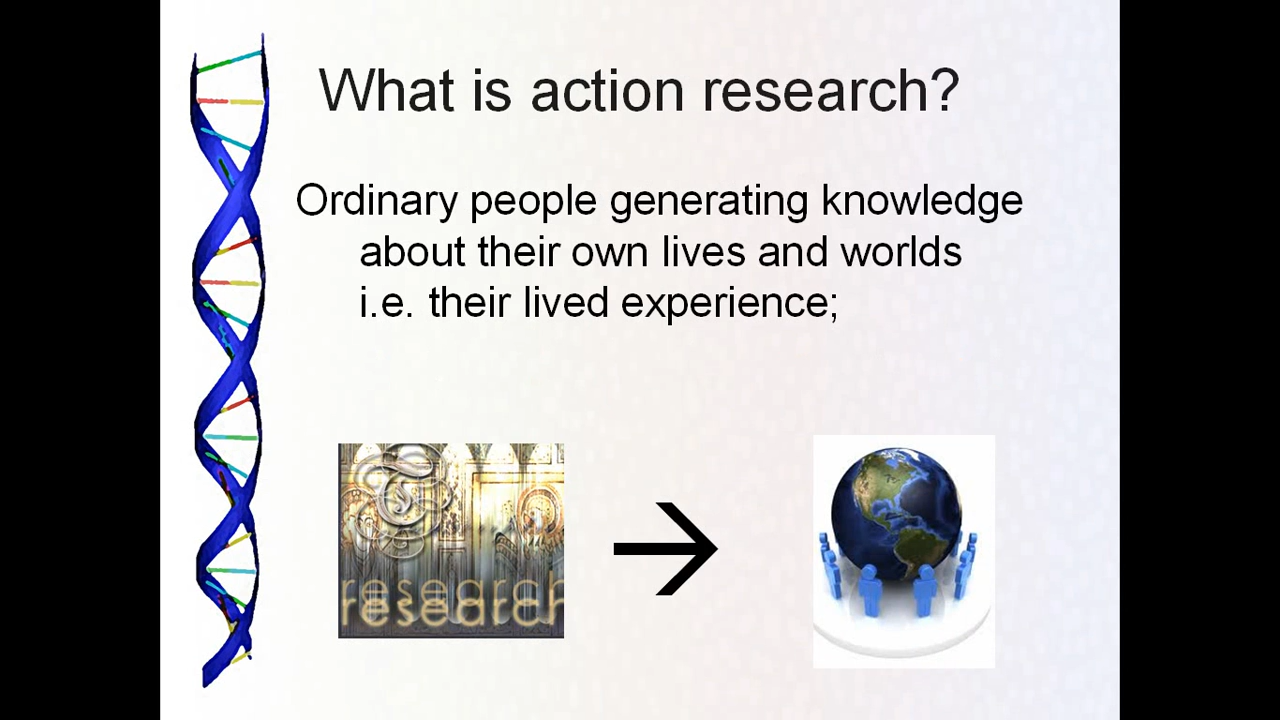 What is action research?
Ordinary people generating knowledge
about their own lives and worlds
i.e. their lived experience;
research
research